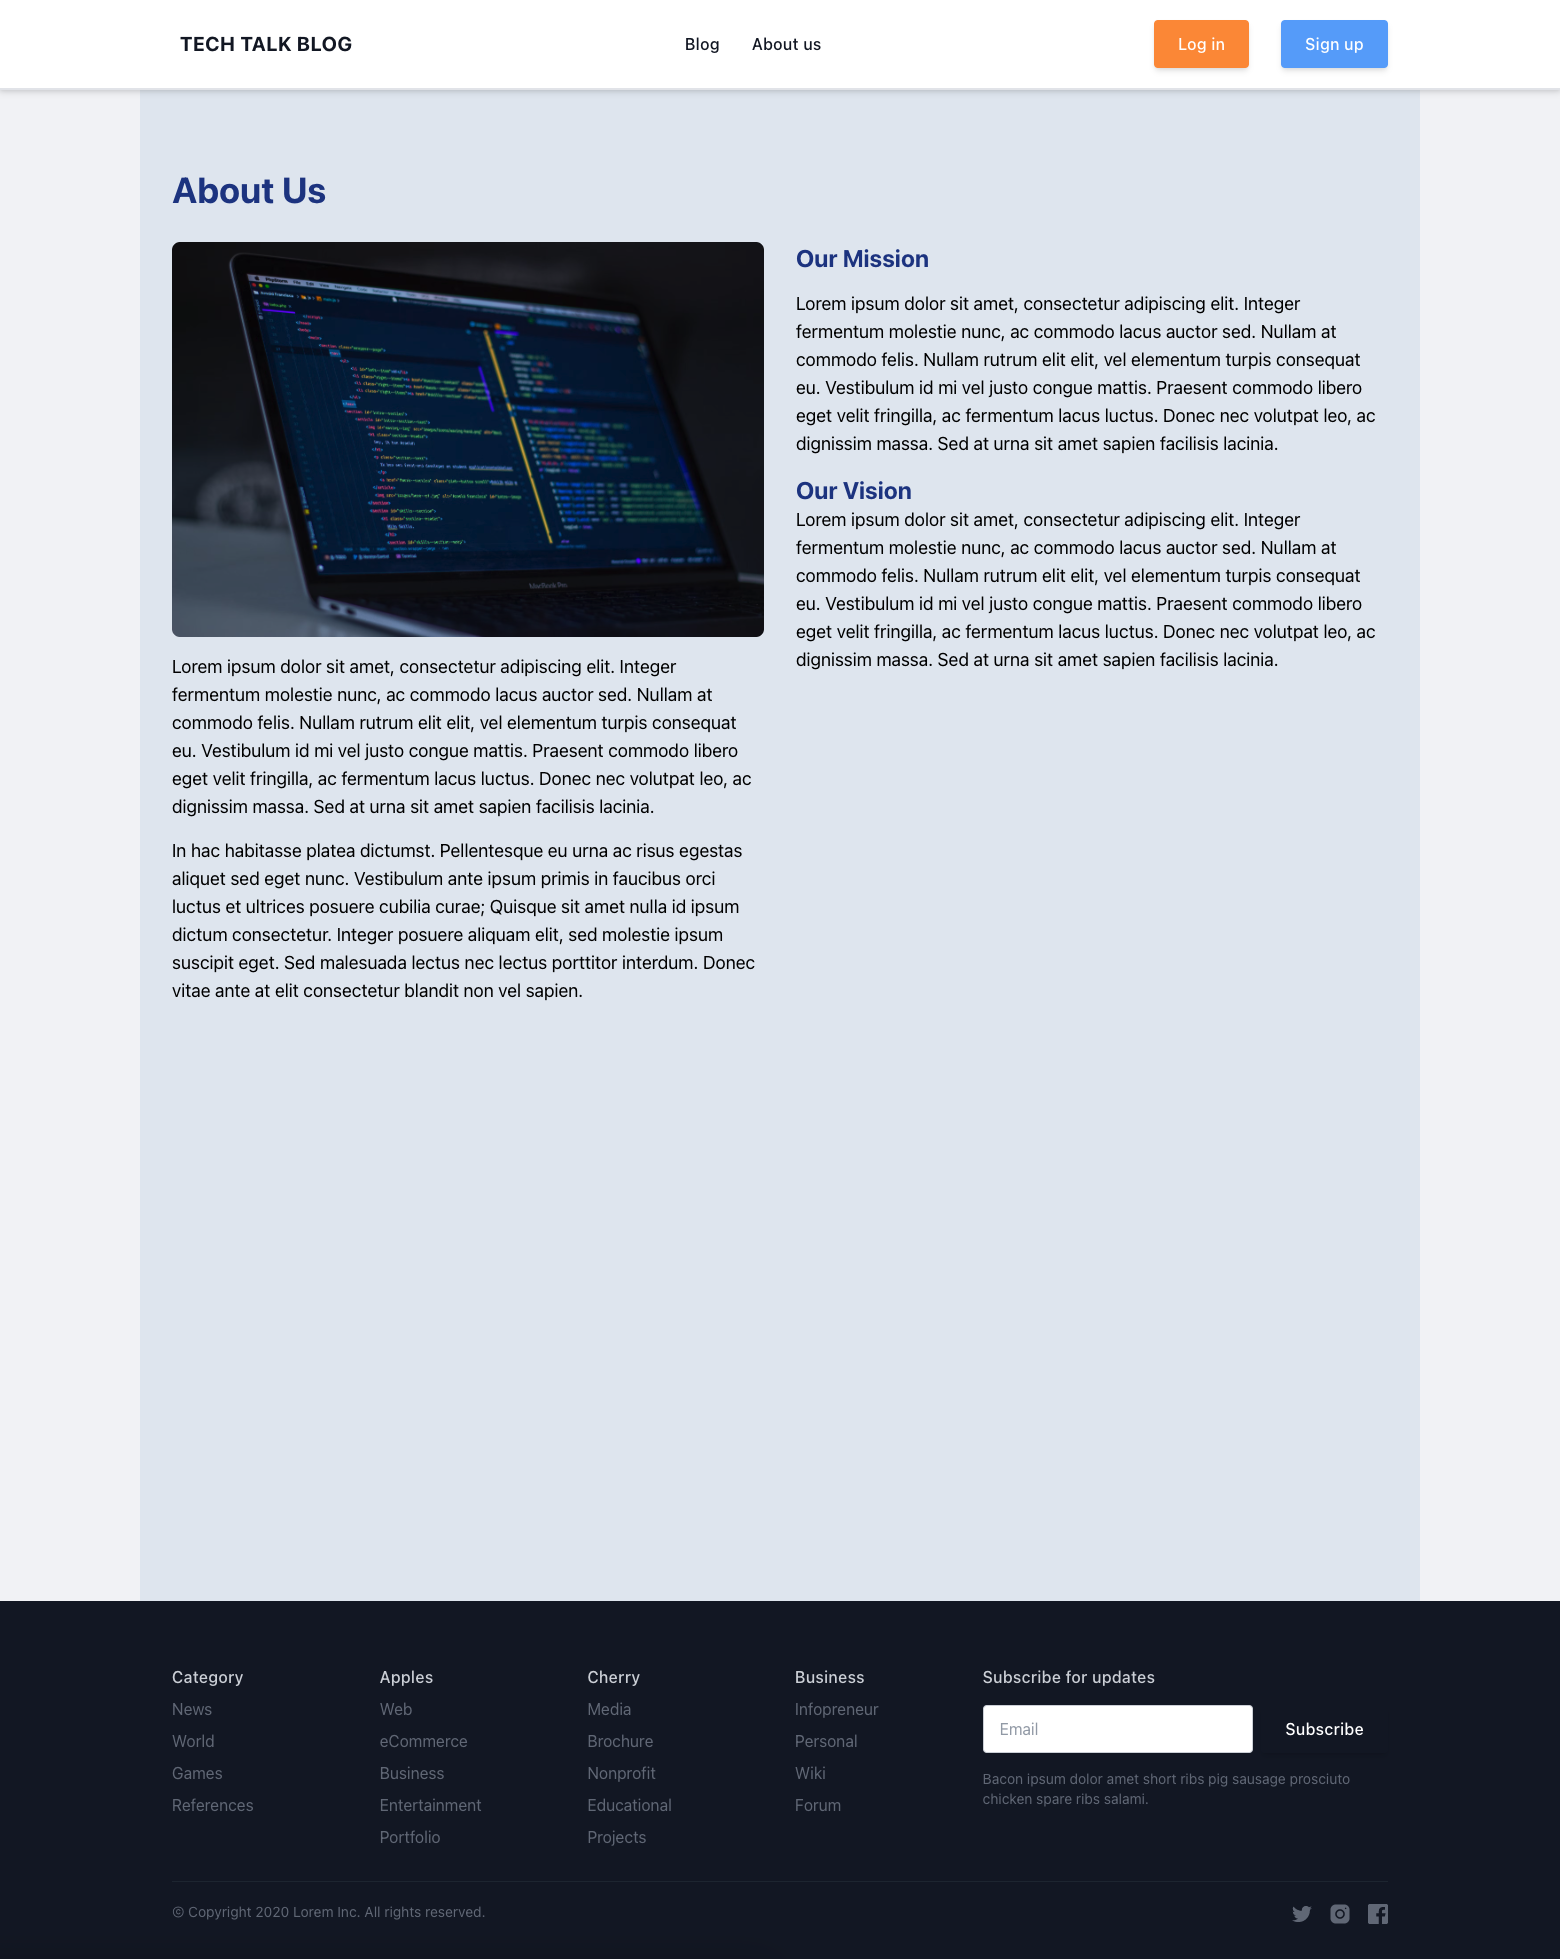 TECH TALK BLOG
Blog
About us
Log in
Sign up
About Us
MacBook Pro
Lorem ipsum dolor sit amet, consectetur adipiscing elit. Integer
fermentum molestie nunc, ac commodo lacus auctor sed. Nullam at
commodo felis. Nullam rutrum elit elit, vel elementum turpis consequat
eu. Vestibulum id mi vel justo congue mattis. Praesent commodo libero
eget velit fringilla, ac fermentum lacus luctus. Donec nec volutpat leo, ac
dignissim massa. Sed at urna sit amet sapien facilisis lacinia.
In hac habitasse platea dictumst. Pellentesque eu urna ac risus egestas
aliquet sed eget nunc. Vestibulum ante ipsum primis in faucibus orci
luctus et ultrices posuere cubilia curae; Quisque sit amet nulla id ipsum
dictum consectetur. Integer posuere aliquam elit, sed molestie ipsum
suscipit eget. Sed malesuada lectus nec lectus porttitor interdum. Donec
vitae ante at elit consectetur blandit non vel sapien.
Our Mission
Lorem ipsum dolor sit amet, consectetur adipiscing elit. Integer
fermentum molestie nunc, ac commodo lacus auctor sed. Nullam at
commodo felis. Nullam rutrum elit elit, vel elementum turpis consequat
eu. Vestibulum id mi vel justo congue mattis. Praesent commodo libero
eget velit fringilla, ac fermentum lacus luctus. Donec nec volutpat leo, ac
dignissim massa. Sed at urna sit amet sapien facilisis lacinia.
Our Vision
Lorem ipsum dolor sit amet, consectetur adipiscing elit. Integer
fermentum molestie nunc, ac commodo lacus auctor sed. Nullam at
commodo felis. Nullam rutrum elit elit, vel elementum turpis consequat
eu. Vestibulum id mi vel justo congue mattis. Praesent commodo libero
eget velit fringilla, ac fermentum lacus luctus. Donec nec volutpat leo, ac
dignissim massa. Sed at urna sit amet sapien facilisis lacinia.
Category
News
World
Games
References
Apples
Web
eCommerce
Business
Entertainment
Portfolio
Cherry
Media
Brochure
Nonprofit
Educational
Projects
Business
Infopreneur
Personal
Wiki
Forum
Subscribe for updates
Email
Subscribe
Bacon ipsum dolor amet short ribs pig sausage prosciuto
chicken spare ribs salami.
© Copyright 2020 Lorem Inc. All rights reserved.